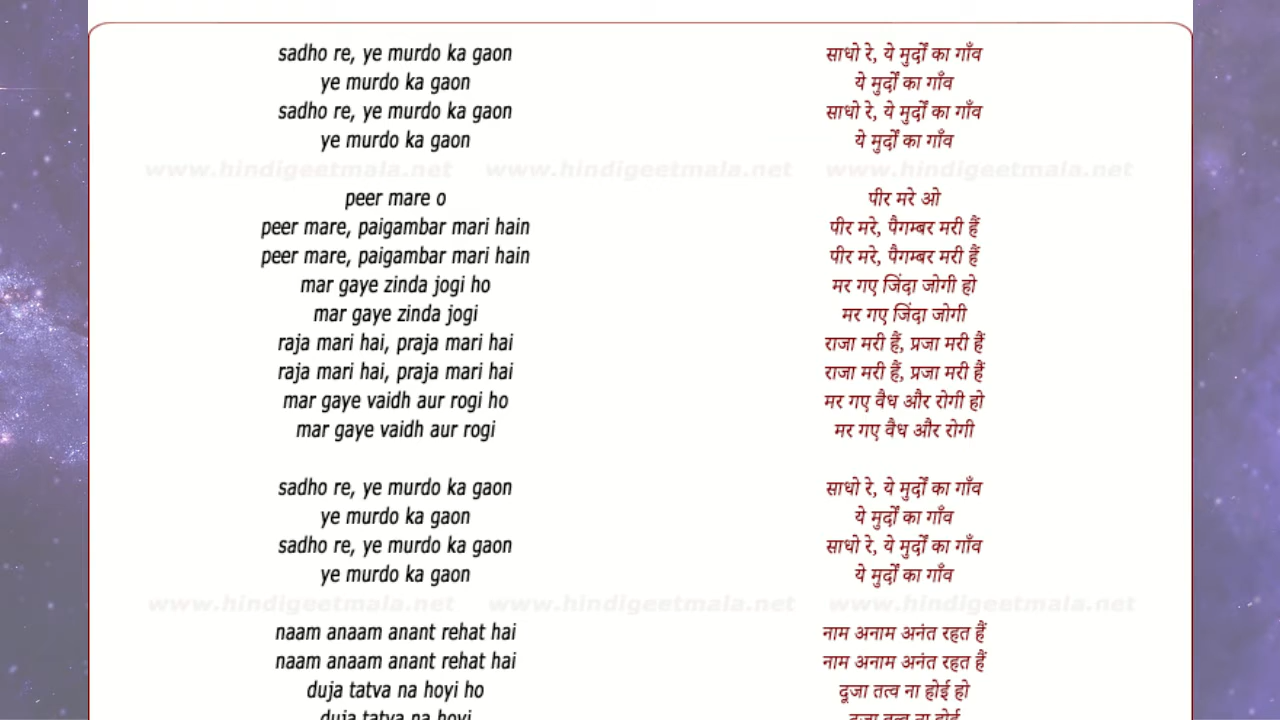 sadho re, ye murdo ka gaon साधो रे, ये मुर्दों का गाँव
ye murdo ka gaon ये मुर्दों का गाँव
sadho re, ye murdo ka gaon साधो रे, ये मुर्दों का गाँव
ye murdo ka gaon ये मुर्दों का गाँव
www.hindigeetmala.net www.hindigeetmala.net www.hindigeetmala.net
peer mare o पीर मरे ओ
peer mare, paigambar mari hain पीर मरे, पैगम्बर मरी हैं
peer mare, paigambar mari hain पीर मरे, पैगम्बर मरी हैं
mar gaye zinda jogi ho मर गए जिंदा जोगी हो
mar gaye zinda jogi मर गए जिंदा जोगी
raja mari hai, praja mari hai राजा मरी हैं, प्रजा मरी हैं
raja mari hai, praja mari hai राजा मरी हैं, प्रजा मरी हैं
mar gaye vaidh aur rogi ho मर गए वैध और रोगी हो
mar gaye vaidh aur rogi मर गए वैध और रोगी
sadho re, ye murdo ka gaon साधो रे, ये मुर्दों का गाँव
ye murdo ka gaon ये मुर्दों का गाँव
sadho re, ye murdo ka gaon साधो रे, ये मुर्दों का गाँव
ye murdo ka gaon ये मुर्दों का गाँव
www.hindigeetmala.net www.hindigeetmala.net www.hindigeetmala.net
naam anaam anant rehat hai नाम अनाम अनंत रहत हैं
naam anaam anant rehat hai नाम अनाम अनंत रहत हैं
duja tatva na hoyi ho दूजा तत्व ना होई हो
duja tatva na hoyi दूजा तत्व ना होई